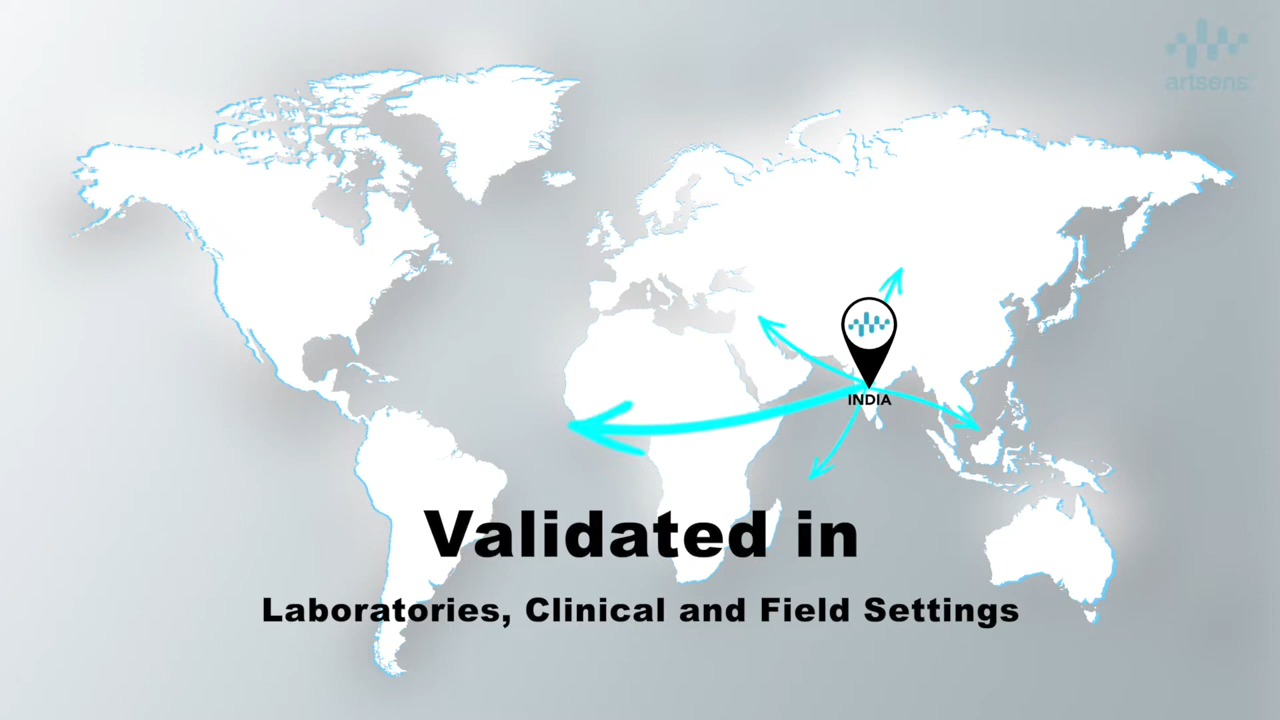 artsens
INDIA
Validated in
Laboratories, Clinical and Field Settings